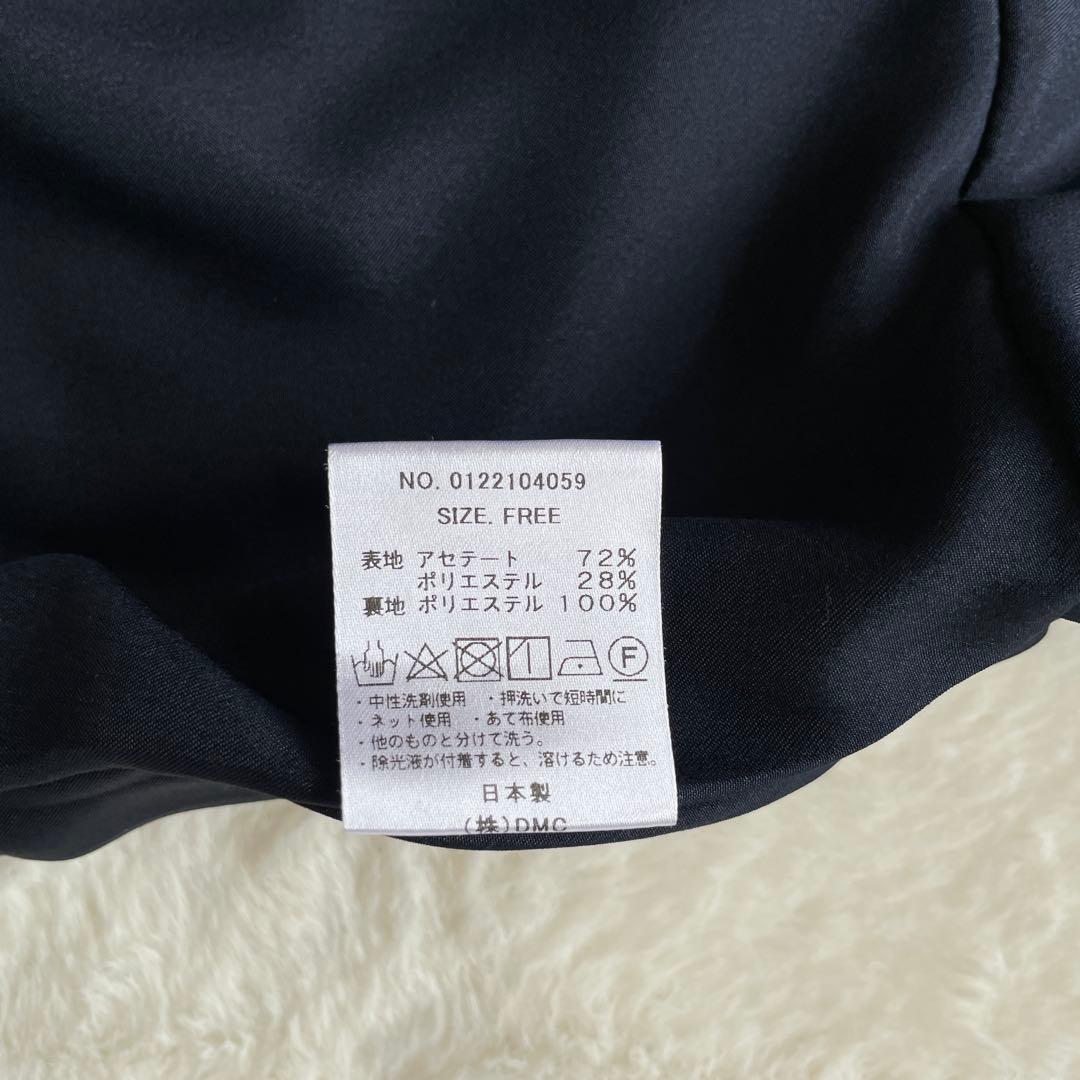 NO. 0122104059
SIZE. FREE
表地 アセテート 72%
ポリエステル 28%
裏地 ポリエステル 100%
F
・中性洗剤使用 ・押洗いで短時間に
・ネット使用 ・あて布使用
・他のものと分けて洗う。
・除光液が付着すると、溶けるため注意。
日本製
(株)DMC